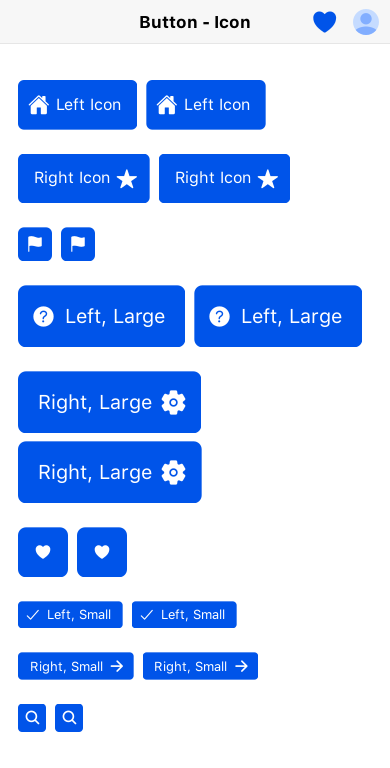 Button - Icon
Left Icon Left Icon
Right Icon Right Icon
Left, Large Left, Large
Right, Large
Right, Large
Left, Small Left, Small
Right, Small Right, Small